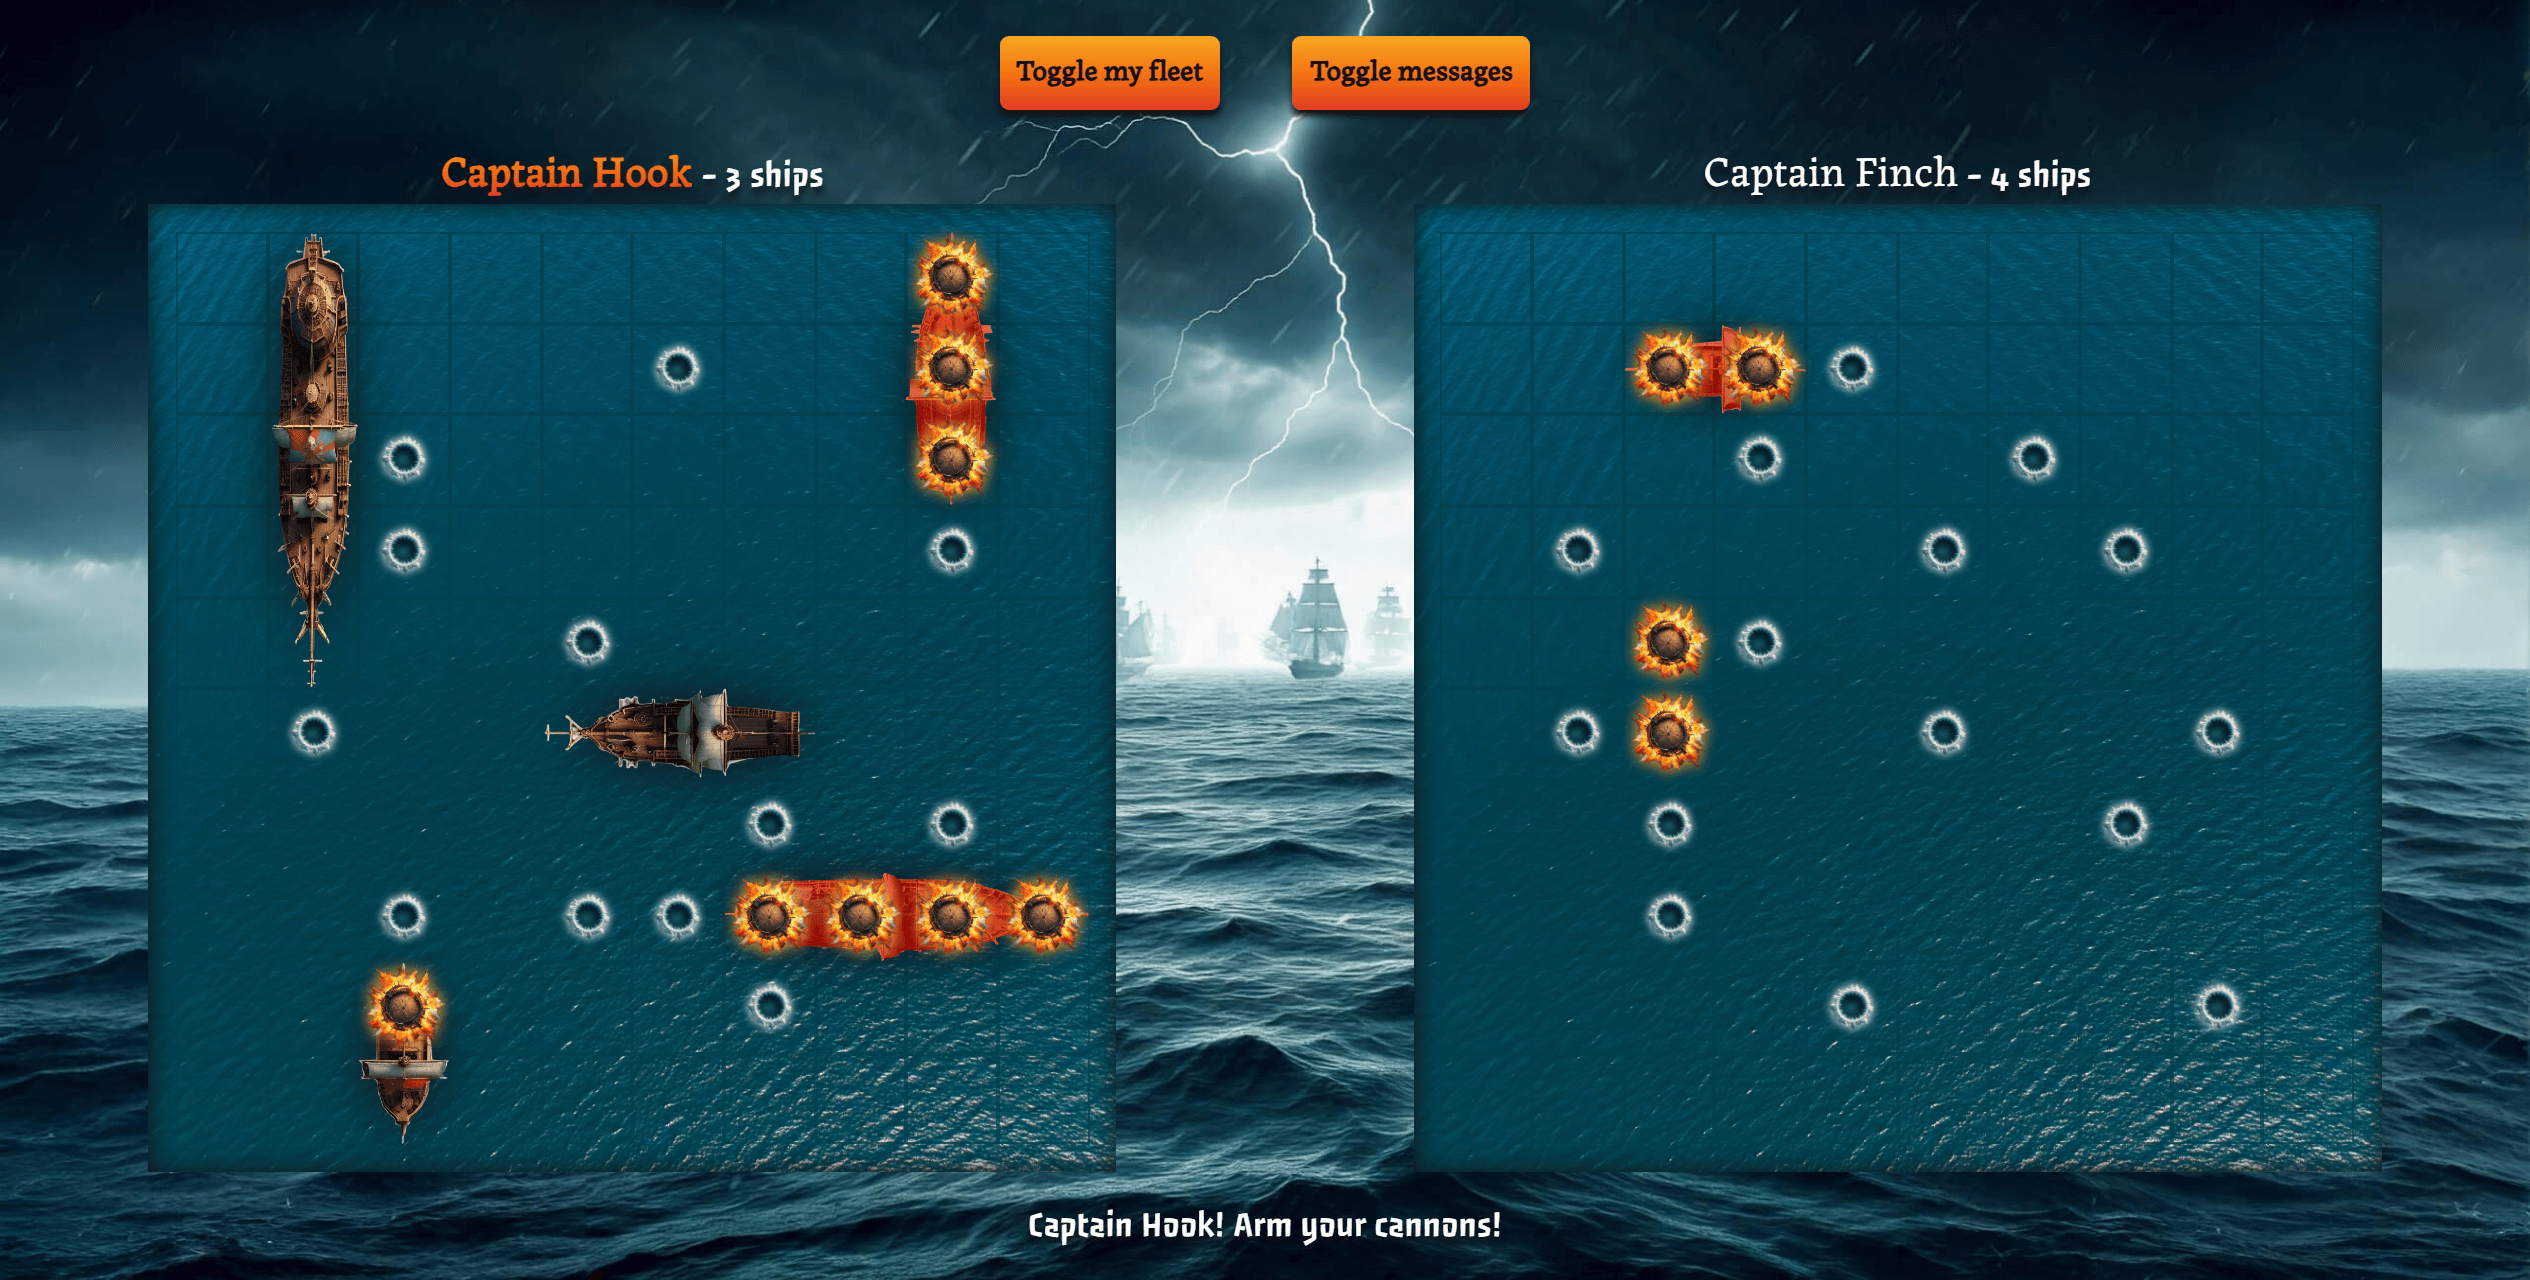 Toggle my fleet
Toggle messages
Captain Hook - 3 ships
Captain Finch - 4 ships
Captain Hook! Arm your cannons!